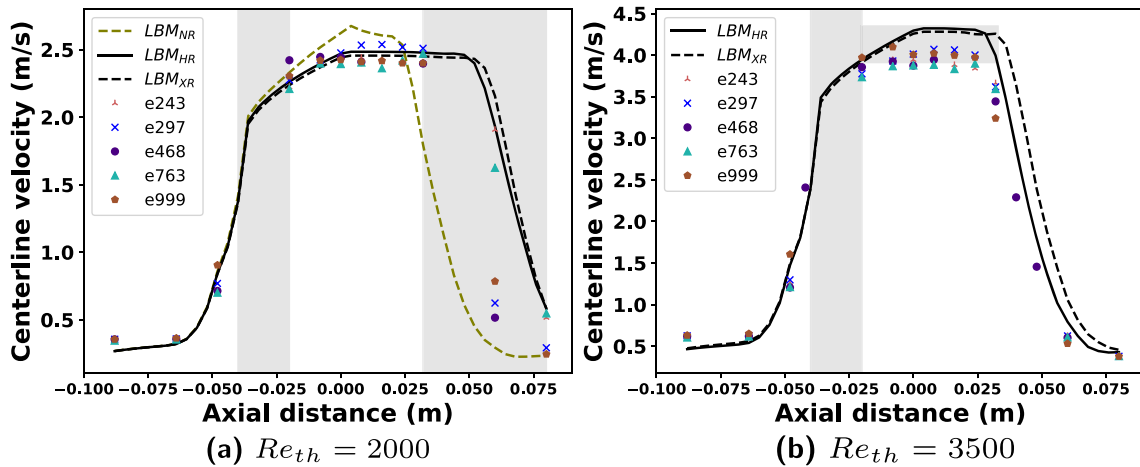 Centerline velocity (m/s)
2.5
2.0
1.5
1.0
0.5
LBM_NR
LBM_HR
LBM_XR
e243
e297
e468
e763
e999
−0.100 −0.075 −0.050 −0.025 0.000 0.025 0.050 0.075
Axial distance (m)
(a) Re_th = 2000
Centerline velocity (m/s)
4.5
4.0
3.5
3.0
2.5
2.0
1.5
1.0
0.5
LBM_HR
LBM_XR
e243
e297
e468
e763
e999
−0.100 −0.075 −0.050 −0.025 0.000 0.025 0.050 0.075
Axial distance (m)
(b) Re_th = 3500